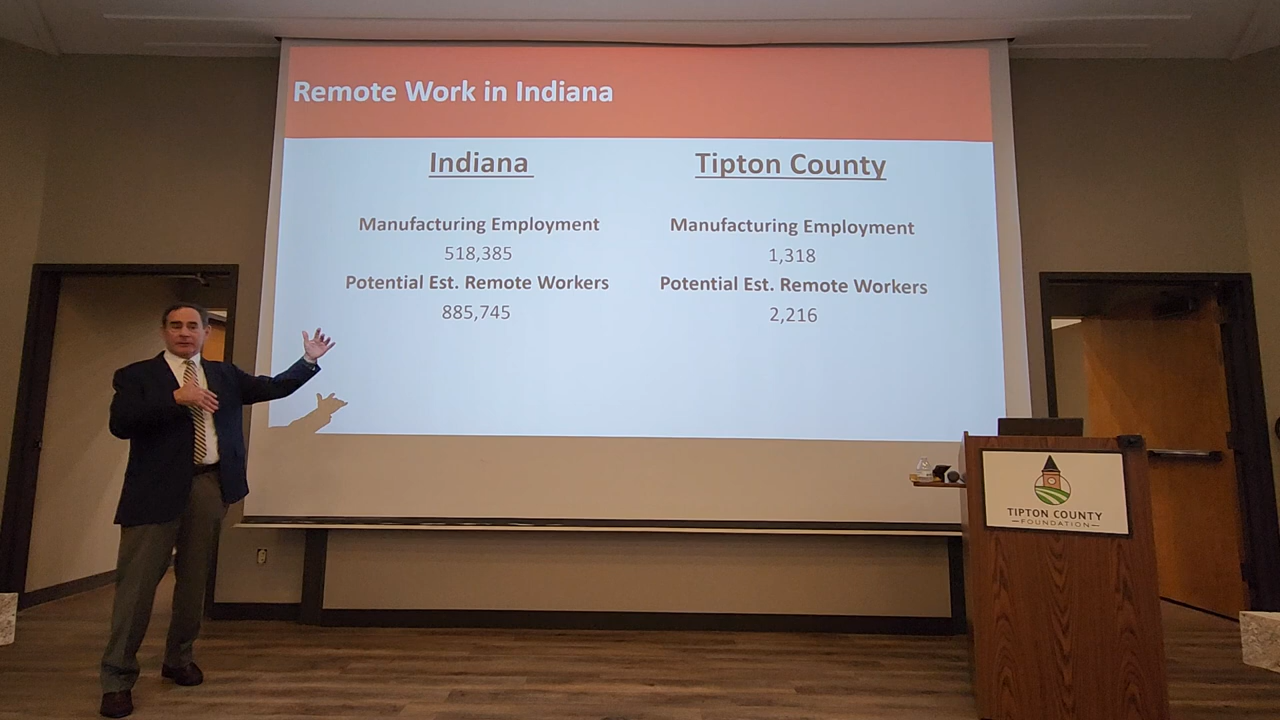 Remote Work in Indiana
Indiana
Manufacturing Employment
518,385
Potential Est. Remote Workers
885,745
Tipton County
Manufacturing Employment
1,318
Potential Est. Remote Workers
2,216
TIPTON COUNTY
FOUNDATION